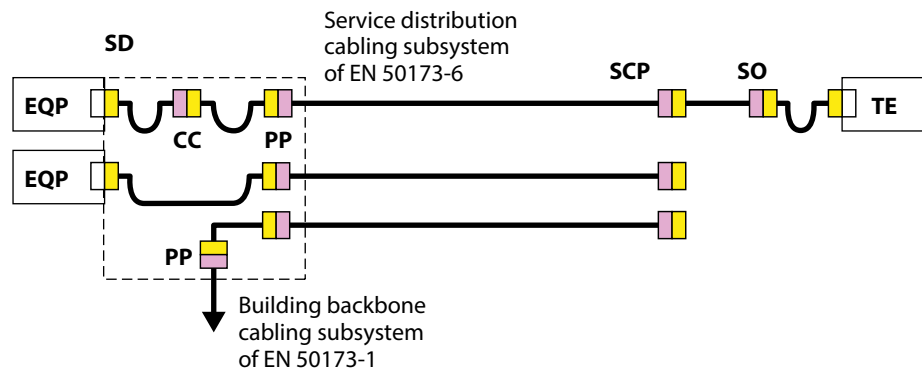 Service distribution
cabling subsystem
of EN 50173-6
SD
SCP
SO
EQP
TE
CC
PP
EQP
PP
Building backbone
cabling subsystem
of EN 50173-1